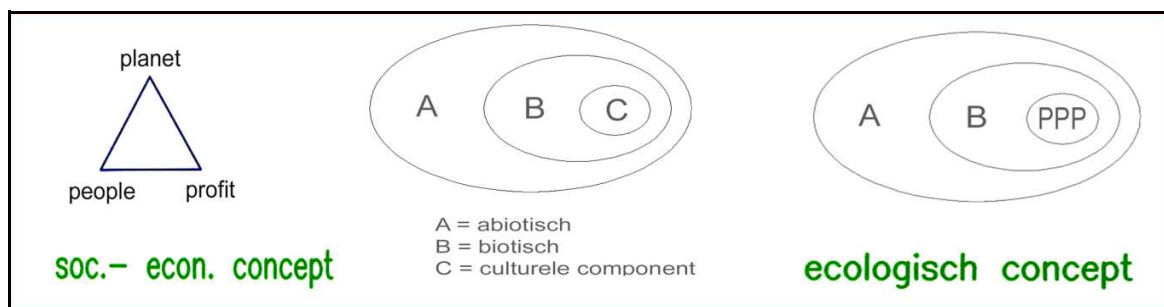 planet
people profit
soc.- econ. concept
A B C
A = abiotisch
B = biotisch
C = culturele component
A B PPP
ecologisch concept